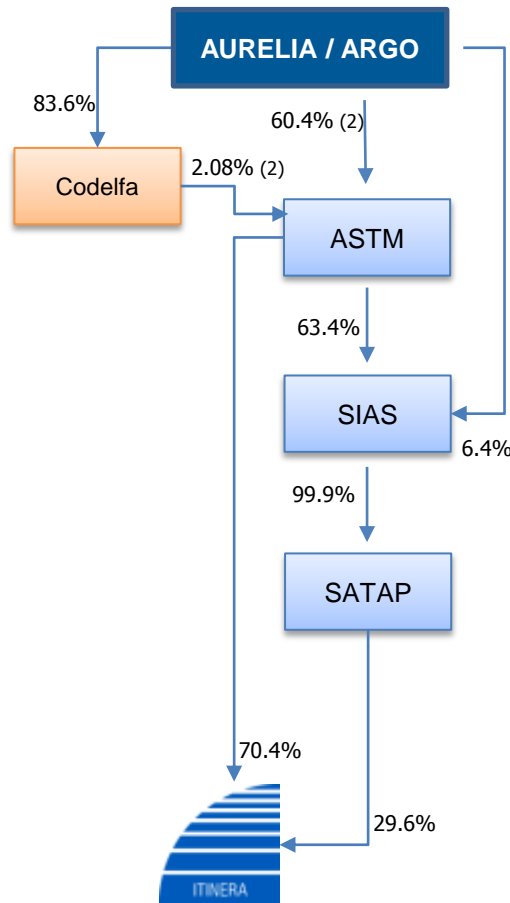 AURELIA / ARGO
83.6%
60.4% (2)
2.08% (2)
Codelfa
ASTM
63.4%
SIAS
6.4%
99.9%
SATAP
70.4%
29.6%
ITINERA